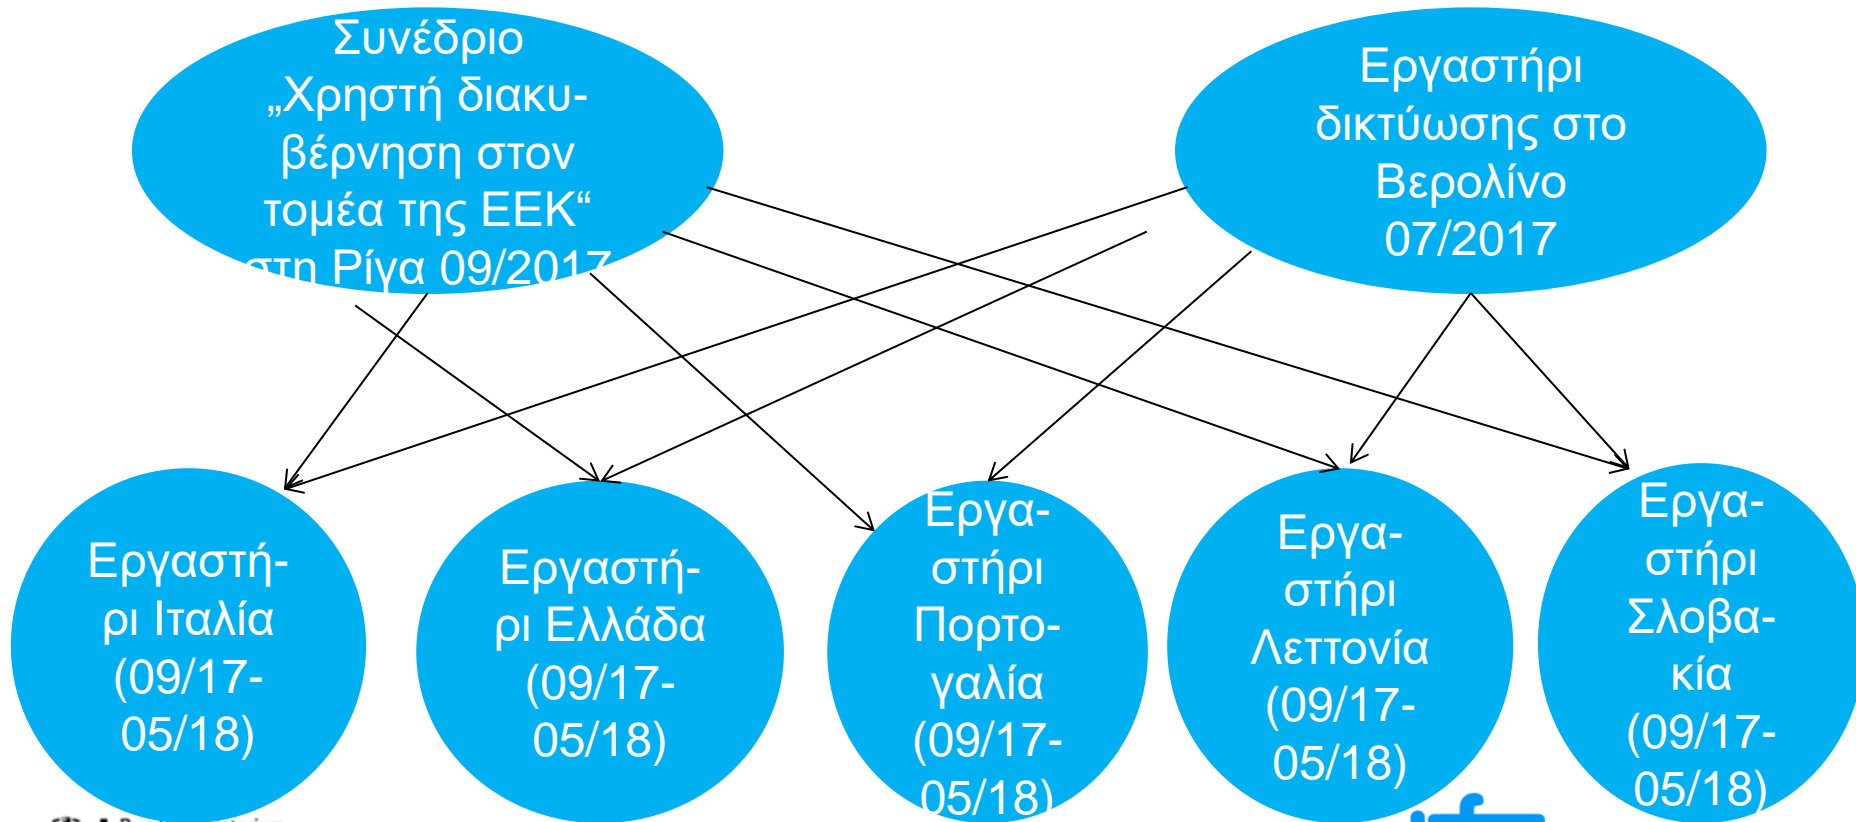 Συνέδριο
„Χρηστή διακυ-
βέρνηση στον
τομέα της ΕΕΚ“
στη Ρίγα 09/2017
Εργαστήρι
δικτύωσης στο
Βερολίνο
07/2017
Εργαστή-
ρι Ιταλία
(09/17-
05/18)
Εργαστή-
ρι Ελλάδα
(09/17-
05/18)
Εργα-
στήρι
Πορτο-
γαλία
(09/17-
05/18)
Εργα-
στήρι
Λεττονία
(09/17-
05/18)
Εργα-
στήρι
Σλοβα-
κία
(09/17-
05/18)